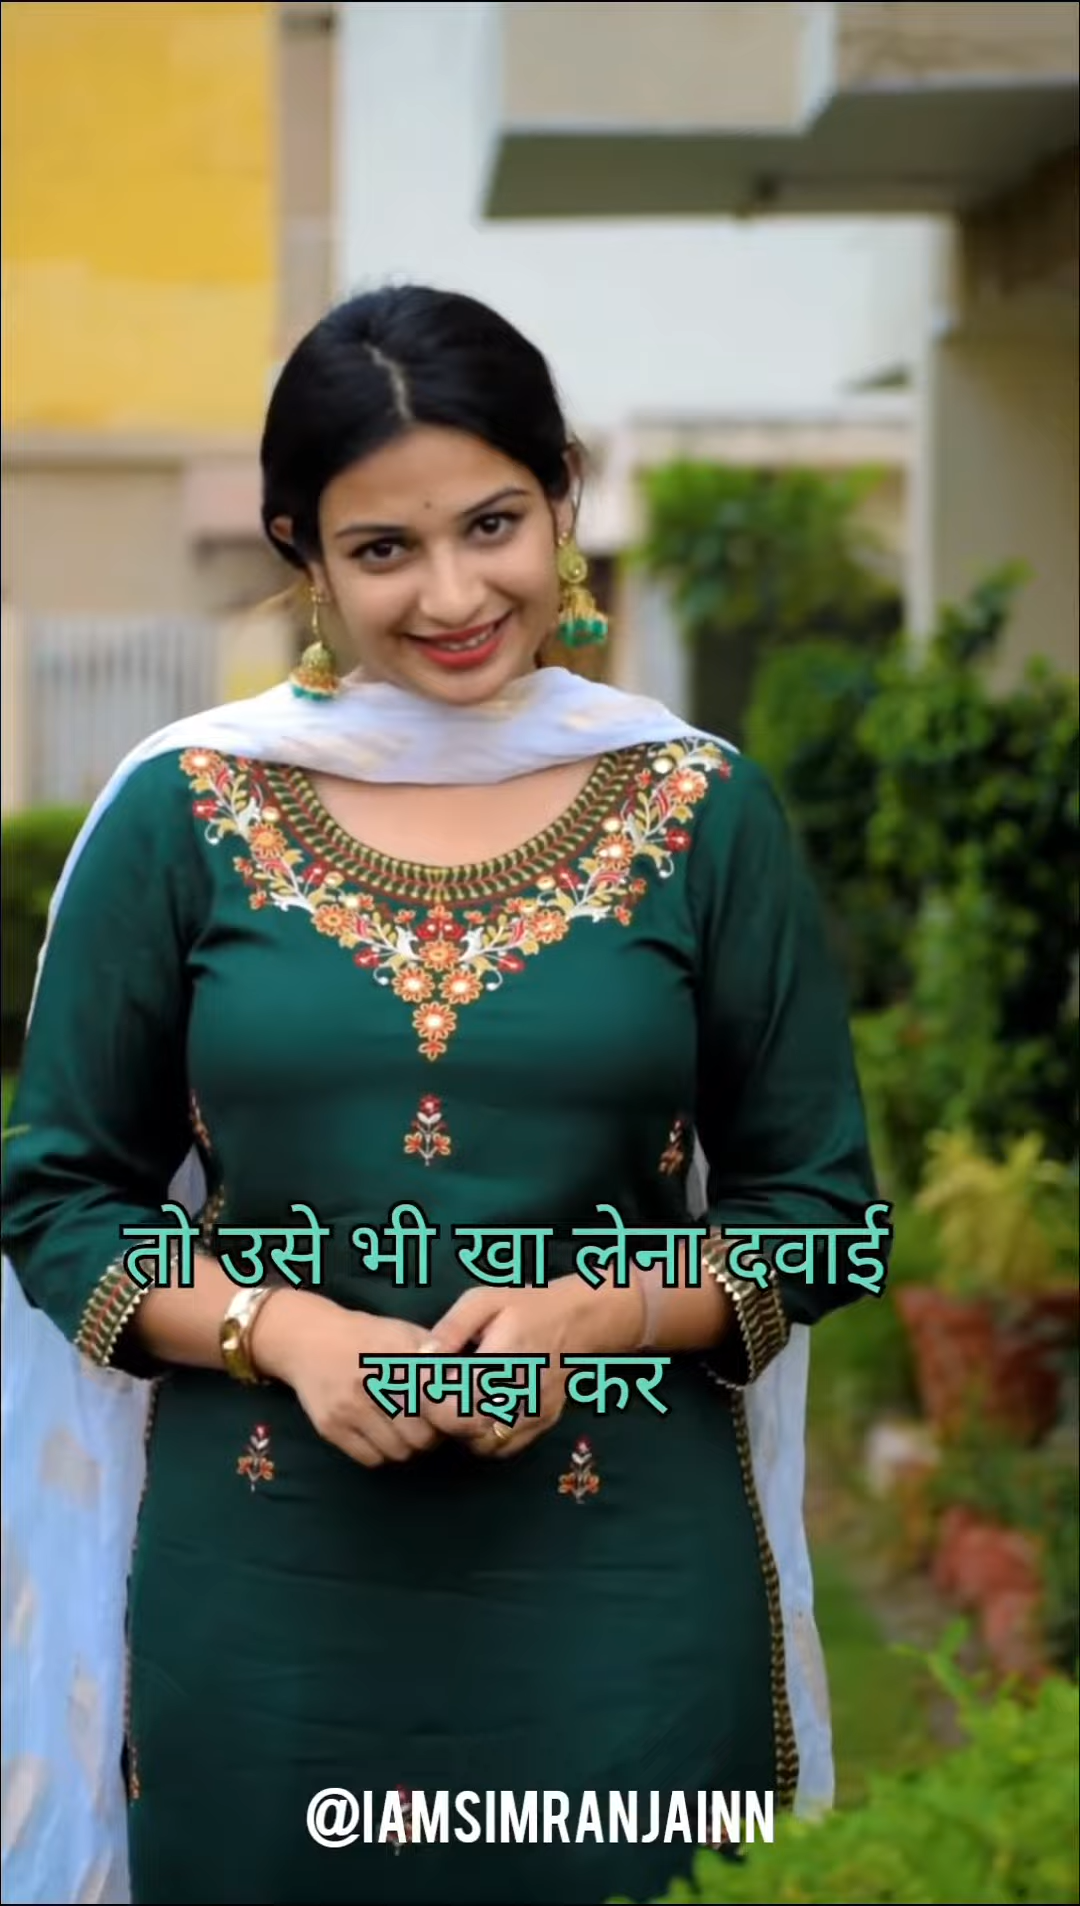 तो उसे भी खा लेना दवाई
समझ कर
@IAMSIMRANJAINN